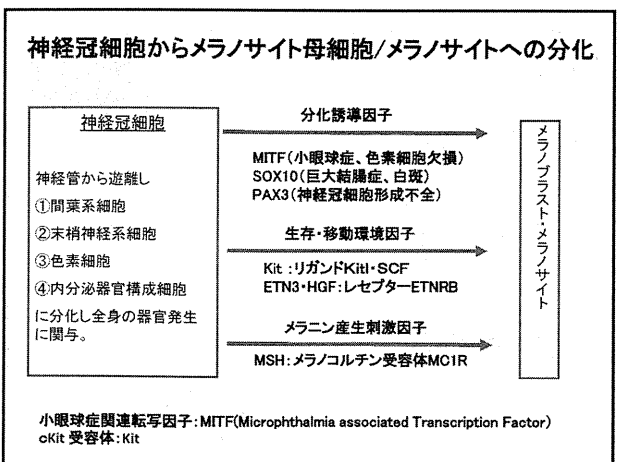 神経冠細胞からメラノサイト母細胞/メラノサイトへの分化
神経冠細胞
神経管から遊離し
①間葉系細胞
②末梢神経系細胞
③色素細胞
④内分泌器官構成細胞
に分化し全身の器官発生
に関与。
分化誘導因子
MITF(小眼球症、色素細胞欠損)
SOX10(巨大結腸症、白斑)
PAX3(神経冠細胞形成不全)
生存・移動環境因子
Kit :リガンドKitl・SCF
ETN3・HGF:レセプターETNRB
メラニン産生刺激因子
MSH:メラノコルチン受容体MC1R
メラノブラスト・メラノサイト
小眼球症関連転写因子:MITF(Microphthalmia associated Transcription Factor)
cKit 受容体:Kit